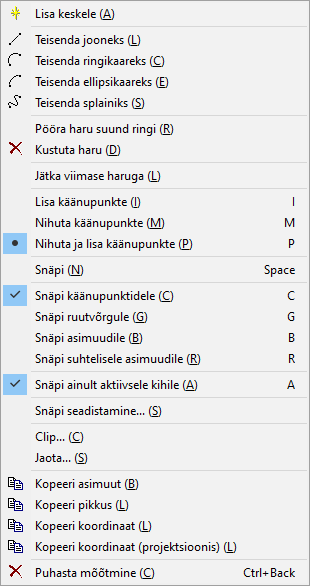 Lisa keskele (A)
Teisenda jooneks (L)
Teisenda ringikaareks (C)
Teisenda ellipsikaareks (E)
Teisenda splainiks (S)
Pööra haru suund ringi (R)
Kustuta haru (D)
Jätka viimase haruga (L)
Lisa käänupunkte (I) I
Nihuta käänupunkte (M) M
Nihuta ja lisa käänupunkte (P) P
Snäpi (N) Space
Snäpi käänupunktidele (C) C
Snäpi ruutvõrgule (G) G
Snäpi asimuudile (B) B
Snäpi suhtelisele asimuudile (R) R
Snäpi ainult aktiivsele kihile (A) A
Snäpi seadistamine... (S)
Clip... (C)
Jaota... (S)
Kopeeri asimuut (B)
Kopeeri pikkus (L)
Kopeeri koordinaat (L)
Kopeeri koordinaat (projektsioonis) (L)
Puhasta mõõtmine (C) Ctrl+Back